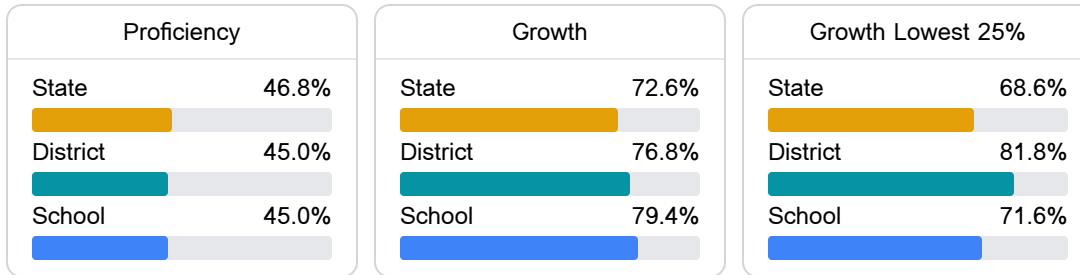 Proficiency
State 46.8%
District 45.0%
School 45.0%
Growth
State 72.6%
District 76.8%
School 79.4%
Growth Lowest 25%
State 68.6%
District 81.8%
School 71.6%